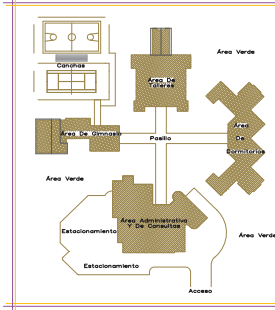 Área Verde
Canchas
Área De
Talleres
Área De Gimnasio
Pasillo
Área
De
Dormitorios
Área Verde
Área Administrativa
Y De Consultas
Estacionamiento
Área Verde
Estacionamiento
Acceso